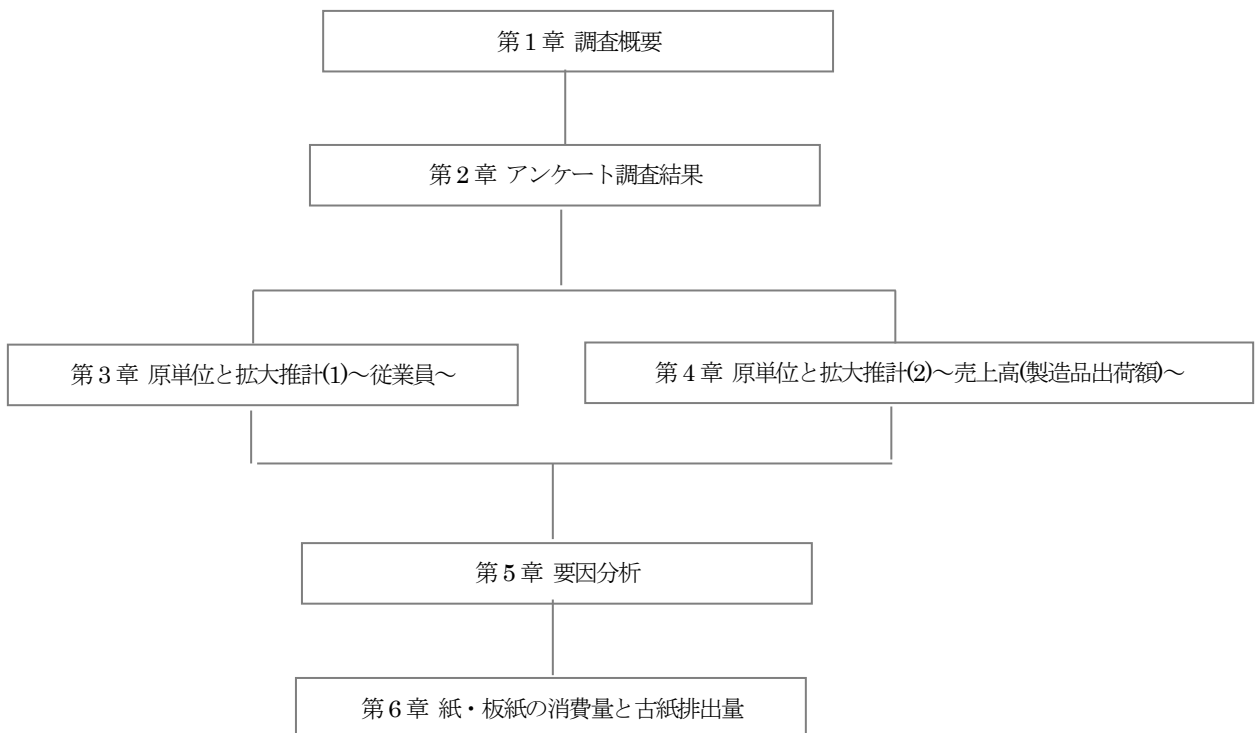 第1章 調査概要
第2章 アンケート調査結果
第3章 原単位と拡大推計(1)～従業員～
第4章 原単位と拡大推計(2)～売上高(製造品出荷額)～
第5章 要因分析
第6章 紙・板紙の消費量と古紙排出量